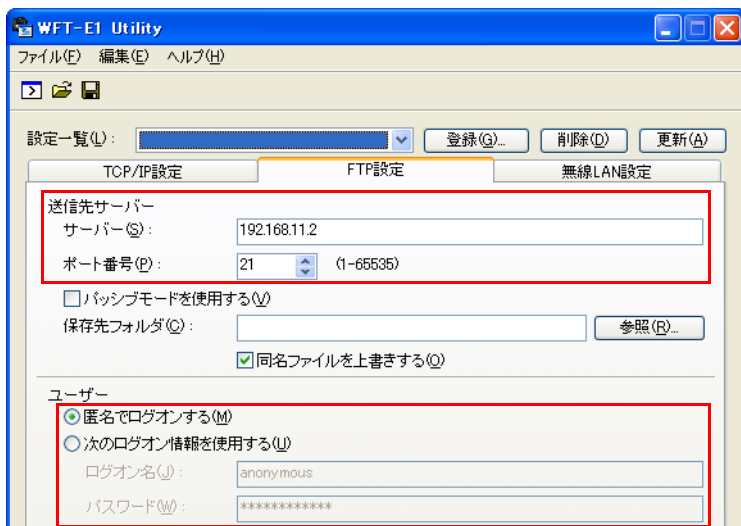 WFT-E1 Utility
ファイル(F) 編集(E) ヘルプ(H)
設定一覧(L): 登録(G)... 削除(D) 更新(A)
TCP/IP設定 FTP設定 無線LAN設定
送信先サーバー
サーバー(S): 192.168.11.2
ポート番号(P): 21 (1-65535)
パッシブモードを使用する(V)
保存先フォルダ(C): 参照(R)...
同名ファイルを上書きする(O)
ユーザー
匿名でログオンする(M)
次のログオン情報を使用する(U)
ログオン名(J): anonymous
パスワード(W): ************